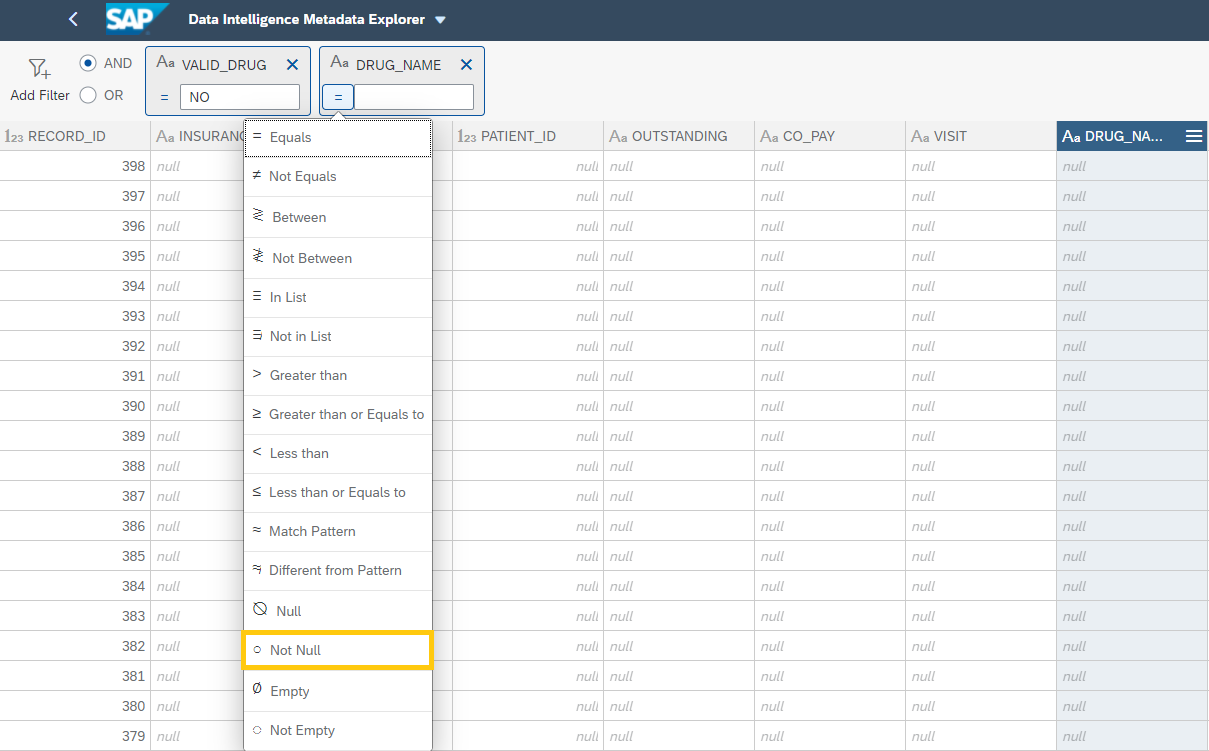 SAP Data Intelligence Metadata Explorer
Add Filter
AND
OR
Aa VALID_DRUG
= NO
Aa DRUG_NAME
=
123 RECORD_ID Aa INSURANC 123 PATIENT_ID Aa OUTSTANDING Aa CO_PAY Aa VISIT Aa DRUG_NA...
398 null null null null null null
397 null null null null null null
396 null null null null null null
395 null null null null null null
394 null null null null null null
393 null null null null null null
392 null null null null null null
391 null null null null null null
390 null null null null null null
389 null null null null null null
388 null null null null null null
387 null null null null null null
386 null null null null null null
385 null null null null null null
384 null null null null null null
383 null null null null null null
382 null null null null null null
381 null null null null null null
380 null null null null null null
379 null null null null null null
= Equals
≠ Not Equals
≷ Between
Not Between
In List
Not in List
> Greater than
≥ Greater than or Equals to
< Less than
≤ Less than or Equals to
≈ Match Pattern
Different from Pattern
Null
Not Null
Ø Empty
Not Empty